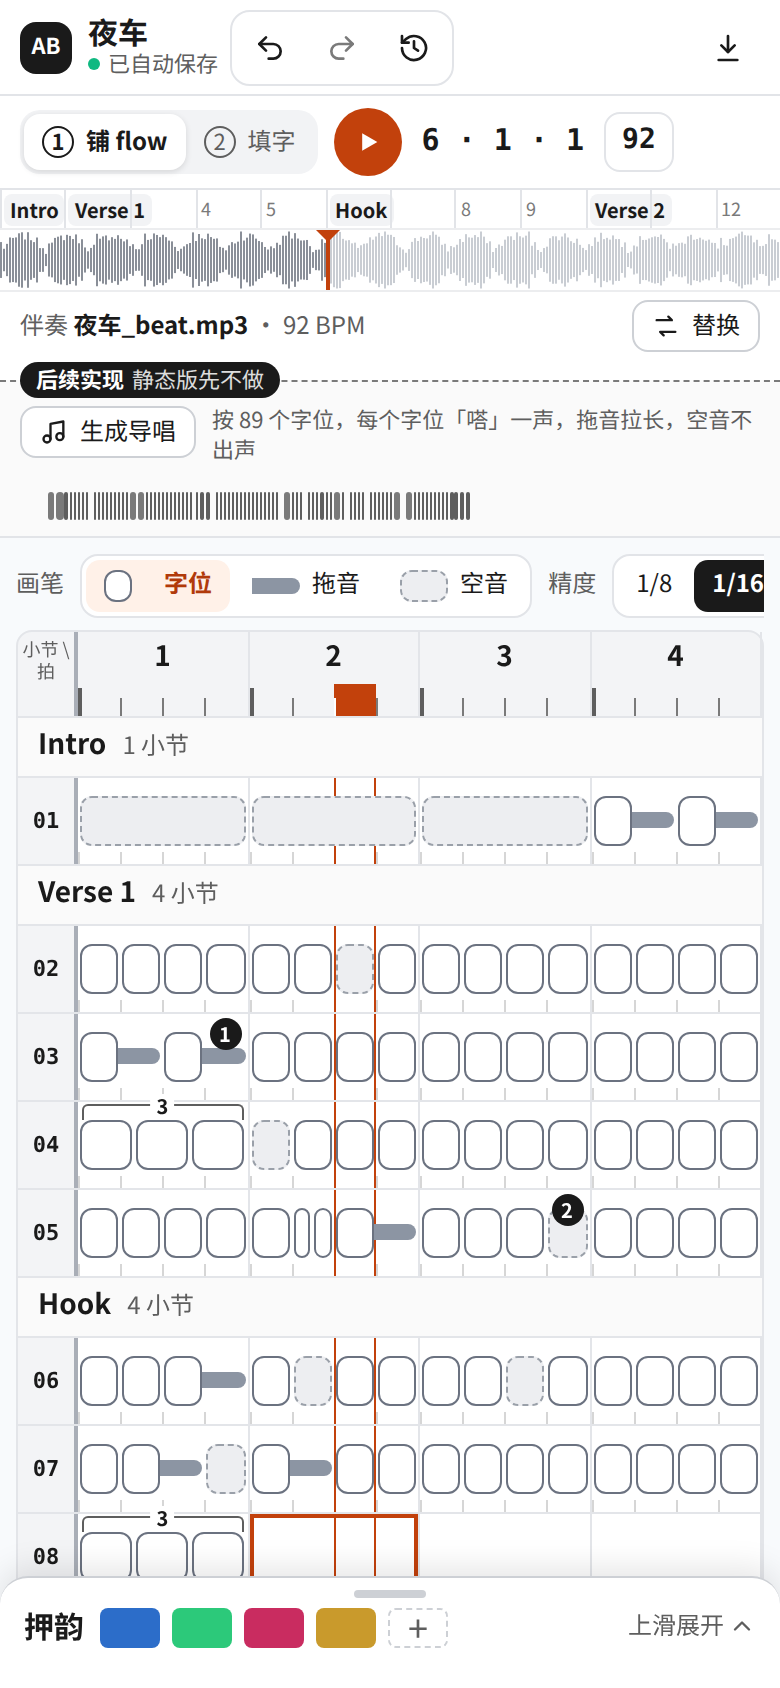 AB 夜车
已自动保存
① 铺 flow ② 填字 6 · 1 · 1 92
Intro Verse 1 4 5 Hook 8 9 Verse 2 12
伴奏 夜车_beat.mp3 · 92 BPM 替换
后续实现 静态版先不做
生成导唱 按 89 个字位，每个字位「嗒」一声，拖音拉长，空音不
出声
画笔 字位 拖音 空音 精度 1/8 1/16
小节 \
拍
1 2 3 4
Intro 1 小节
01
Verse 1 4 小节
02
03 1
3
04
05 2
Hook 4 小节
06
07
3
08
押韵 + 上滑展开